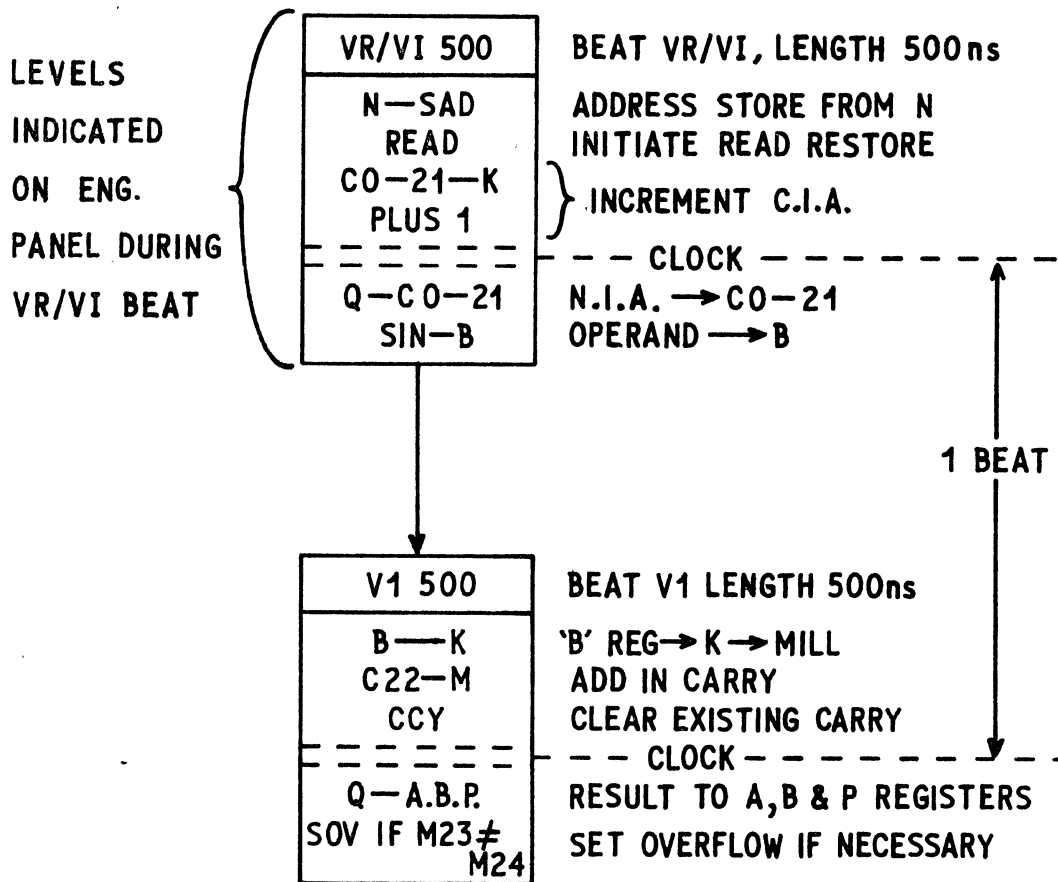 LEVELS
INDICATED
ON ENG.
PANEL DURING
VR/VI BEAT
VR/VI 500
N—SAD
READ
CO-21-K
PLUS 1
Q-CO-21
SIN-B
BEAT VR/VI, LENGTH 500ns
ADDRESS STORE FROM N
INITIATE READ RESTORE
INCREMENT C.I.A.
CLOCK
N.I.A. → CO-21
OPERAND → B
1 BEAT
V1 500
B—K
C22-M
CCY
Q-A.B.P.
SOV IF M23≠
M24
BEAT V1 LENGTH 500ns
'B' REG→K→MILL
ADD IN CARRY
CLEAR EXISTING CARRY
CLOCK
RESULT TO A,B & P REGISTERS
SET OVERFLOW IF NECESSARY